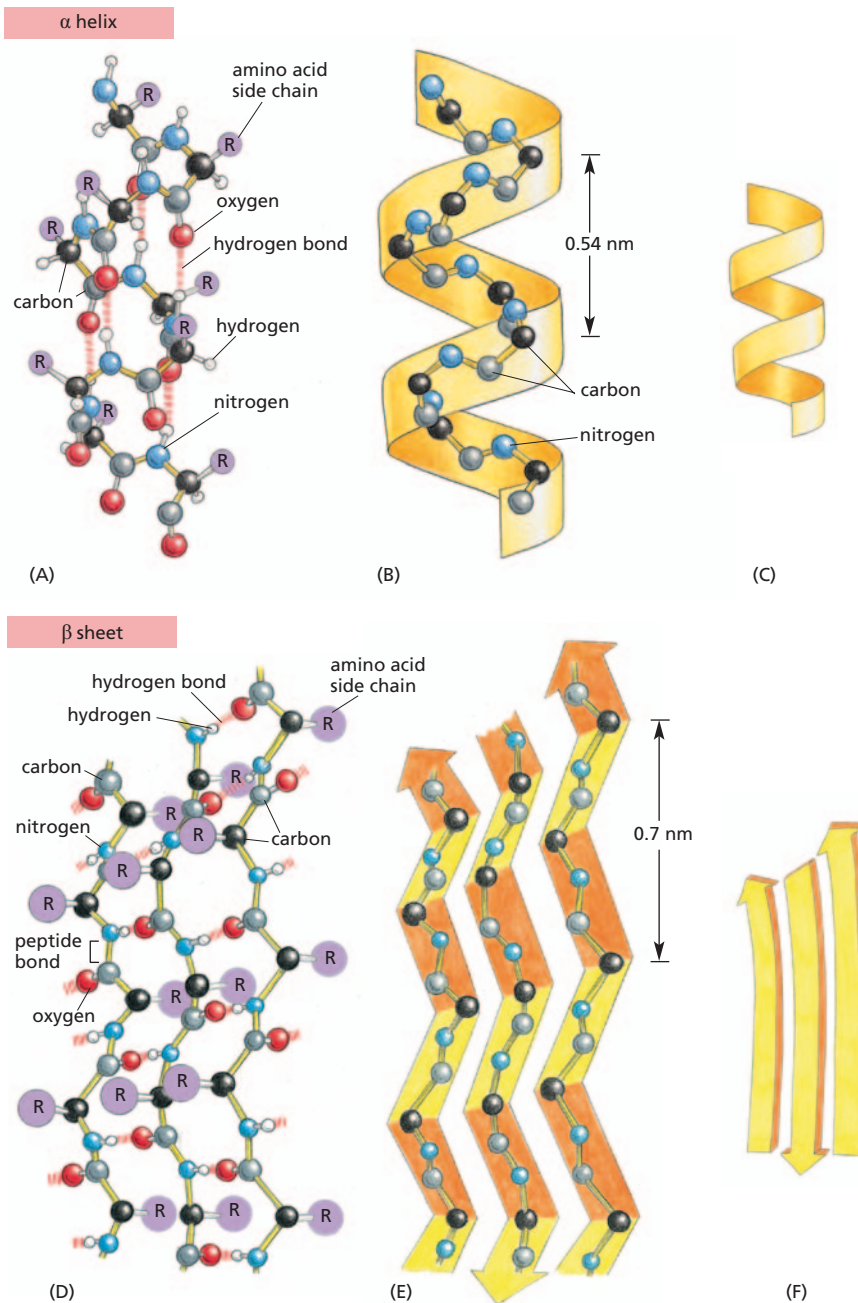 α helix
R
amino acid
side chain
R
R
R
oxygen
hydrogen bond
carbon
R
R
hydrogen
R
nitrogen
R
R
0.54 nm
carbon
nitrogen
(A)
(B)
(C)
β sheet
hydrogen bond
amino acid
side chain
hydrogen
R
carbon
R
R
nitrogen
R
carbon
R
R
peptide
bond
R
oxygen
R
R
R
R
R
R
R
R
0.7 nm
(D)
(E)
(F)